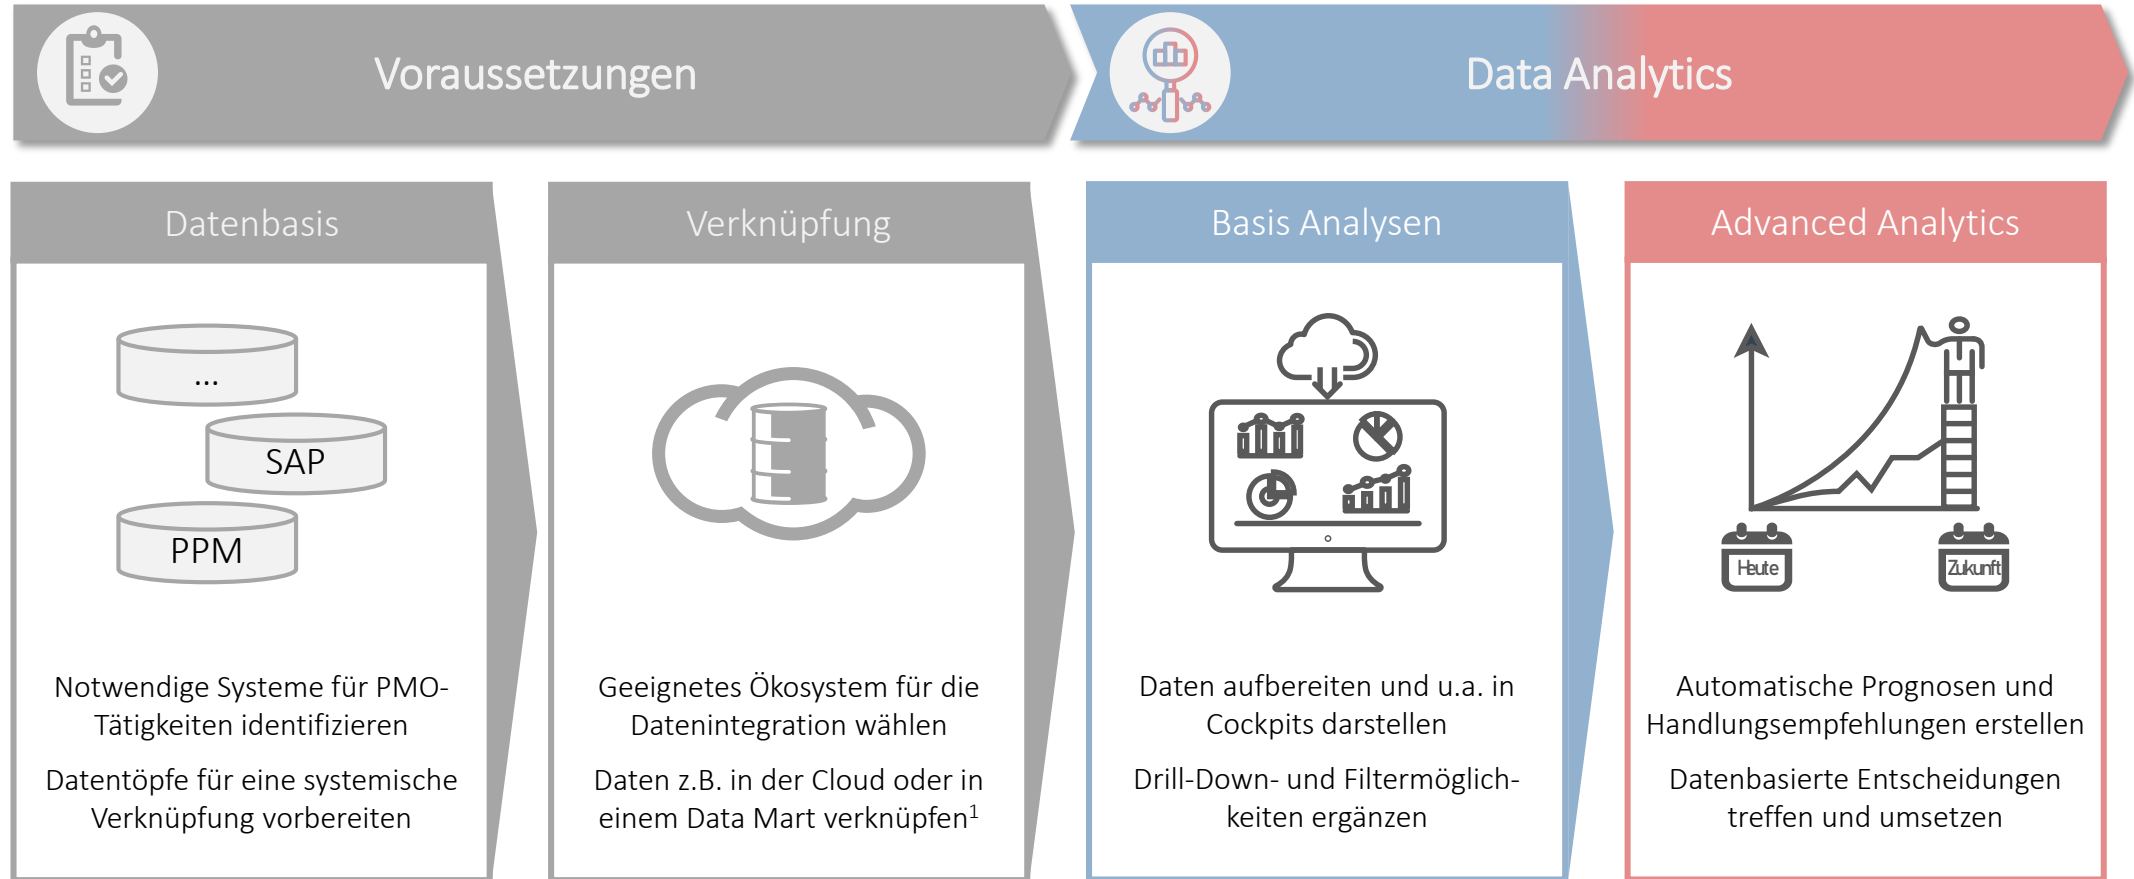 Voraussetzungen
Data Analytics
Datenbasis
...
SAP
PPM
Notwendige Systeme für PMO-
Tätigkeiten identifizieren
Datentöpfe für eine systemische
Verknüpfung vorbereiten
Verknüpfung
Geeignetes Ökosystem für die
Datenintegration wählen
Daten z.B. in der Cloud oder in
einem Data Mart verknüpfen¹
Basis Analysen
Daten aufbereiten und u.a. in
Cockpits darstellen
Drill-Down- und Filtermöglich-
keiten ergänzen
Advanced Analytics
Heute
Zukunft
Automatische Prognosen und
Handlungsempfehlungen erstellen
Datenbasierte Entscheidungen
treffen und umsetzen